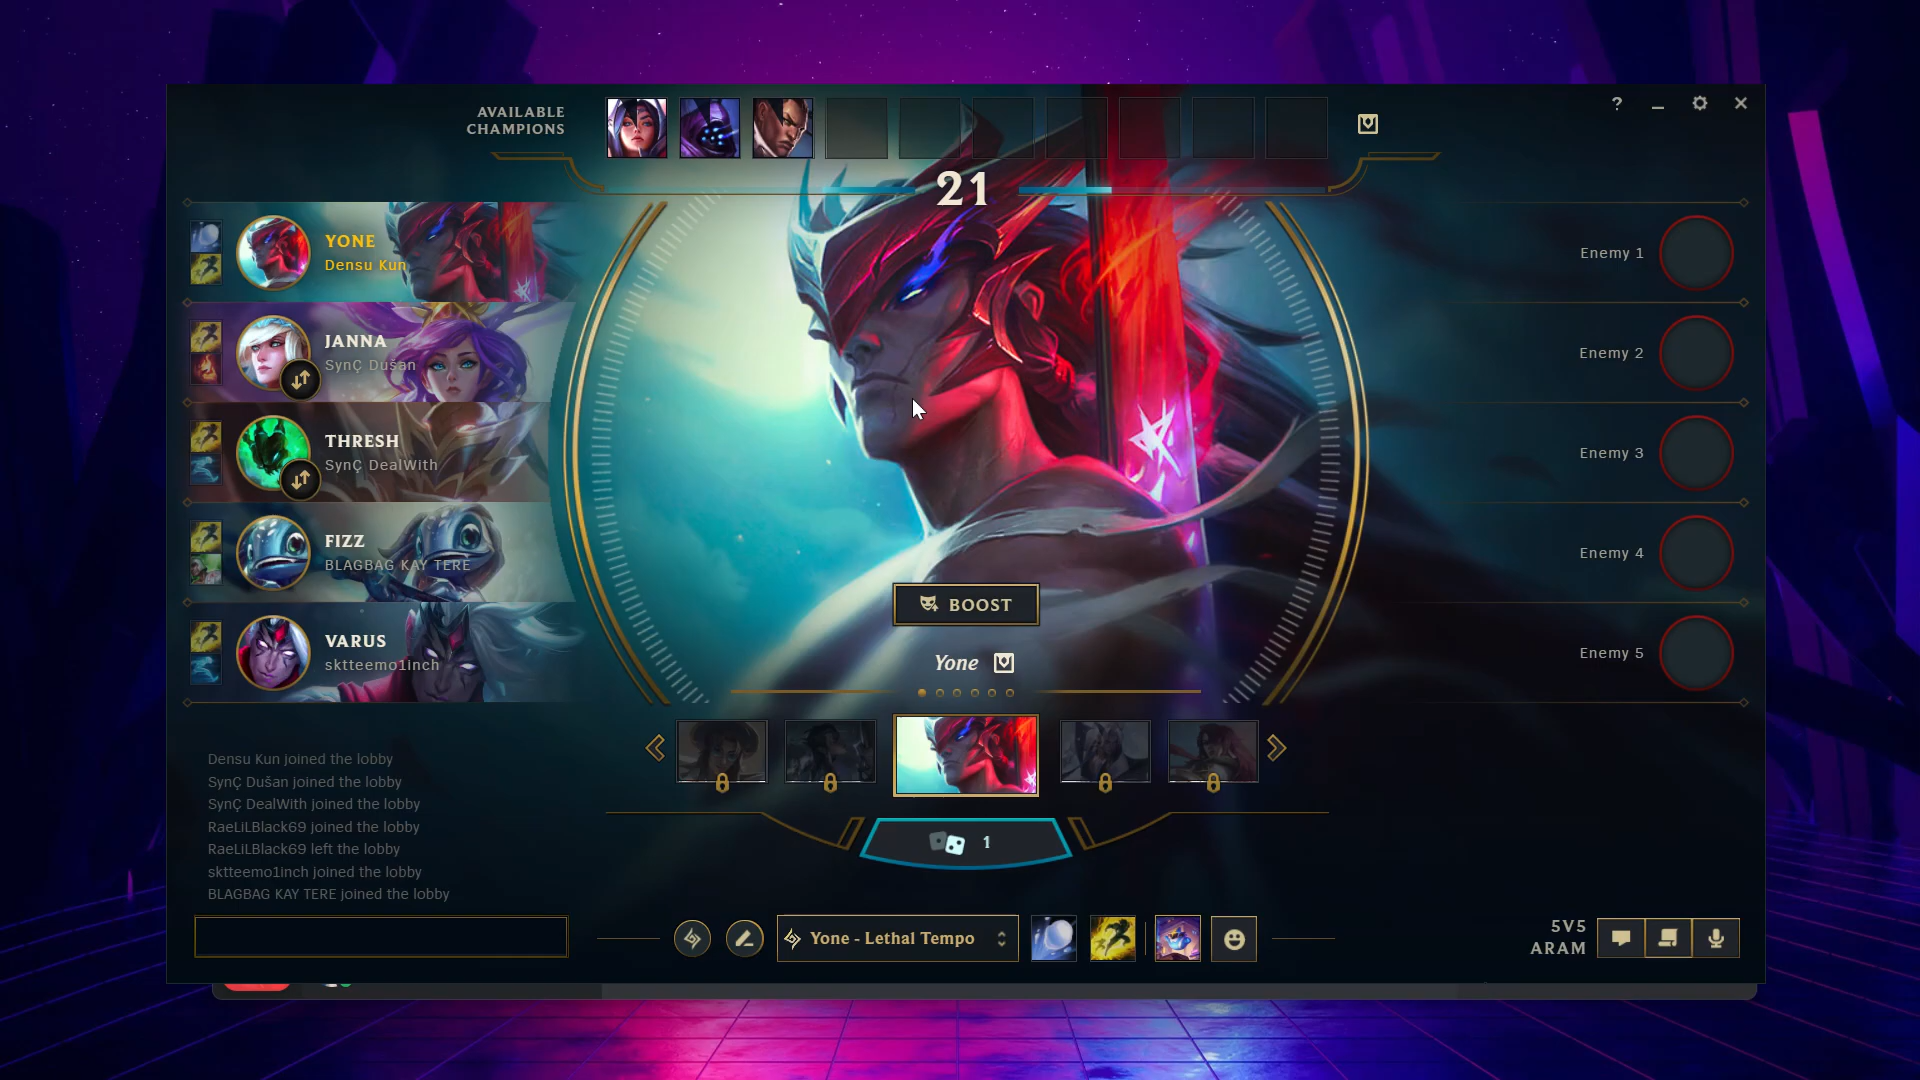 AVAILABLE
CHAMPIONS
?
21
YONE
Densu Kun
JANNA
SynÇ Dušan
THRESH
SynÇ DealWith
FIZZ
BLAGBAG KAY TERE
VARUS
sktteemo1inch
Enemy 1
Enemy 2
Enemy 3
Enemy 4
Enemy 5
BOOST
Yone
1
Densu Kun joined the lobby
SynÇ Dušan joined the lobby
SynÇ DealWith joined the lobby
RaeLiLBlack69 joined the lobby
RaeLiLBlack69 left the lobby
sktteemo1inch joined the lobby
BLAGBAG KAY TERE joined the lobby
Yone - Lethal Tempo
5V5
ARAM